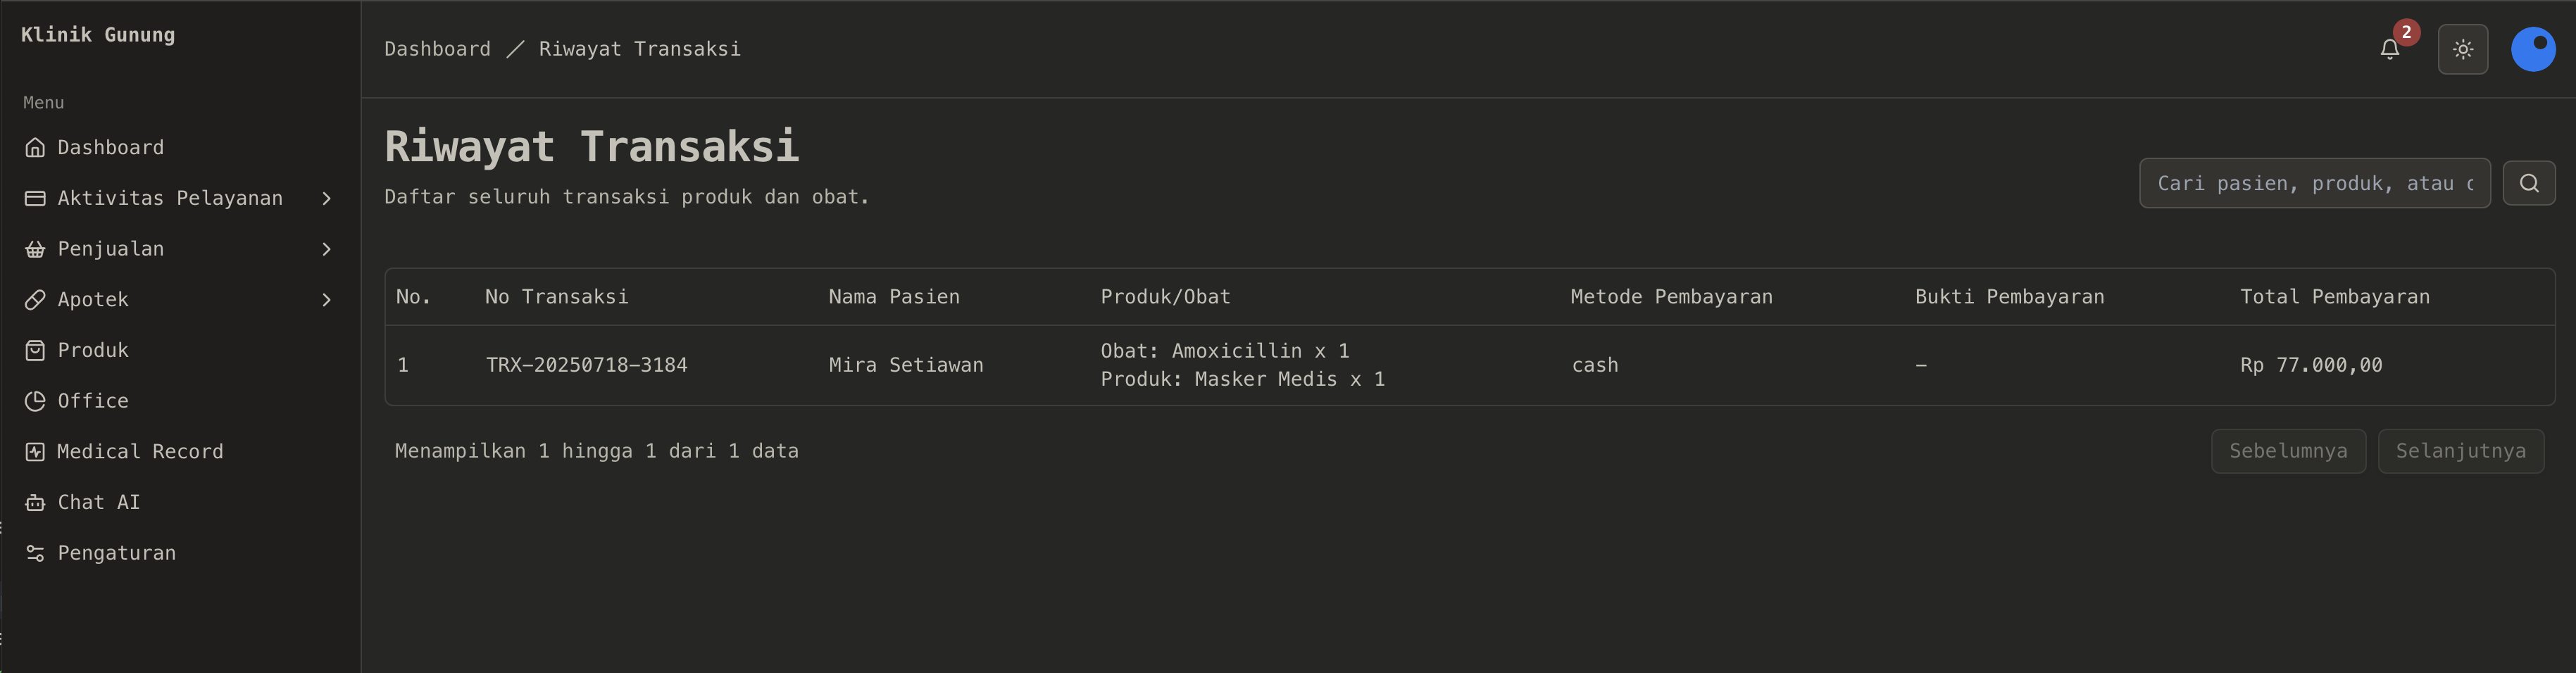 Klinik Gunung
Menu
Dashboard
Aktivitas Pelayanan
Penjualan
Apotek
Produk
Office
Medical Record
Chat AI
Pengaturan
Dashboard / Riwayat Transaksi
2
Riwayat Transaksi
Daftar seluruh transaksi produk dan obat.
Cari pasien, produk, atau
No. No Transaksi Nama Pasien Produk/Obat Metode Pembayaran Bukti Pembayaran Total Pembayaran
1 TRX-20250718-3184 Mira Setiawan Obat: Amoxicillin x 1 cash - Rp 77.000,00
Produk: Masker Medis x 1
Menampilkan 1 hingga 1 dari 1 data
Sebelumnya Selanjutnya